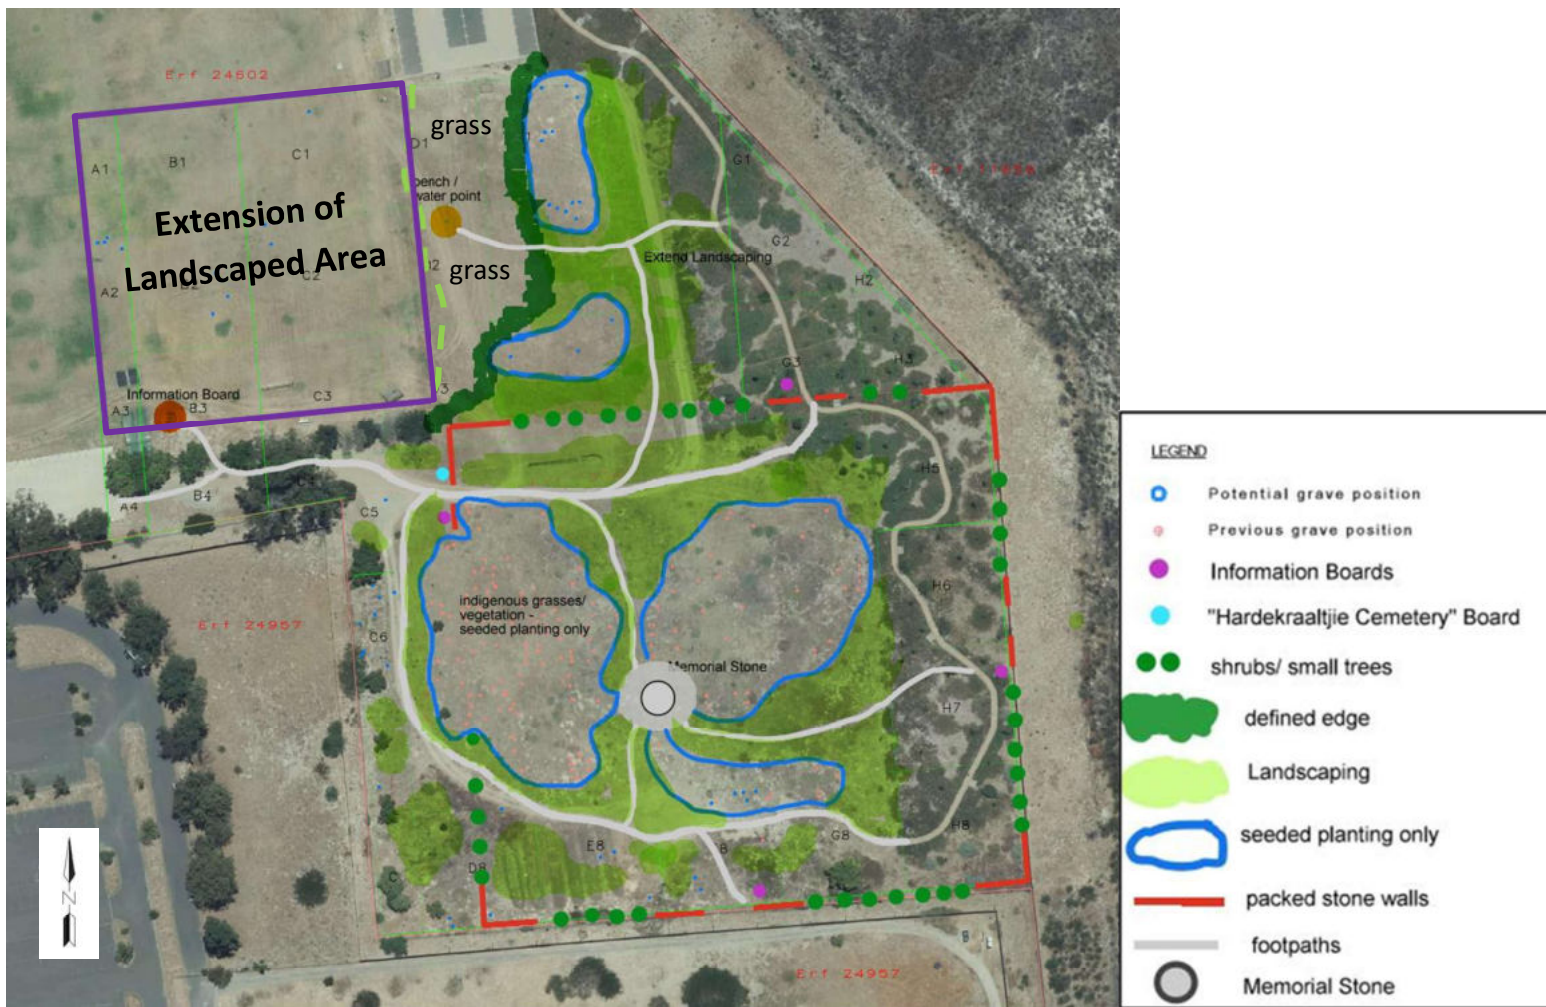 Erf 24602
grass
A1
B1
C1
D1
G1
bench /
water point
Extension of
Landscaped Area
G2
Extend Landscaping
grass
A2
B2
C2
D2
H2
G3
H3
Information Board
A3
B3
C3
A4
B4
C4
C5
H5
indigenous grasses/
vegetation -
seeded planting only
Erf 24957
C6
H6
Memorial Stone
H7
D8
E8
G8
H8
N
Erf 24957
LEGEND
Potential grave position
Previous grave position
Information Boards
"Hardekraaltjie Cemetery" Board
shrubs/ small trees
defined edge
Landscaping
seeded planting only
packed stone walls
footpaths
Memorial Stone